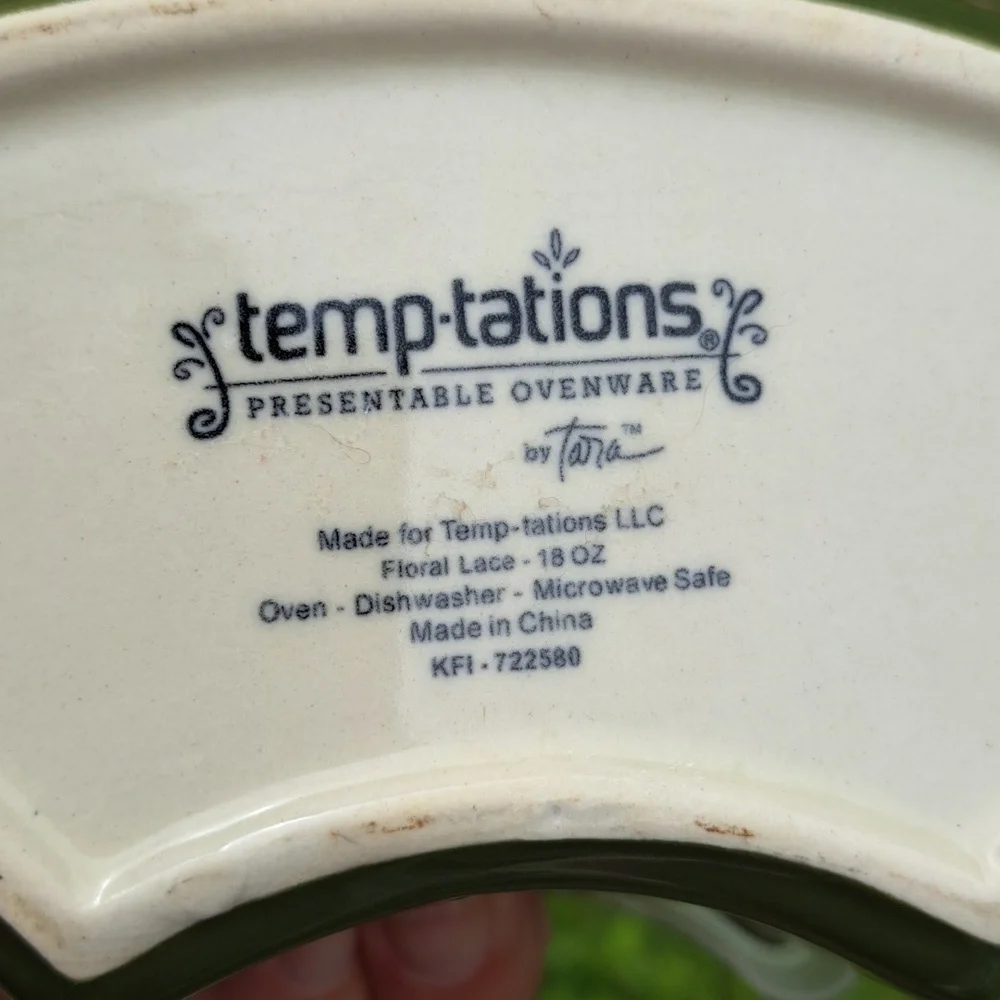 temp-tations®
PRESENTABLE OVENWARE
by Tara™
Made for Temp-tations LLC
Floral Lace - 18 OZ
Oven - Dishwasher - Microwave Safe
Made in China
KFI - 722580